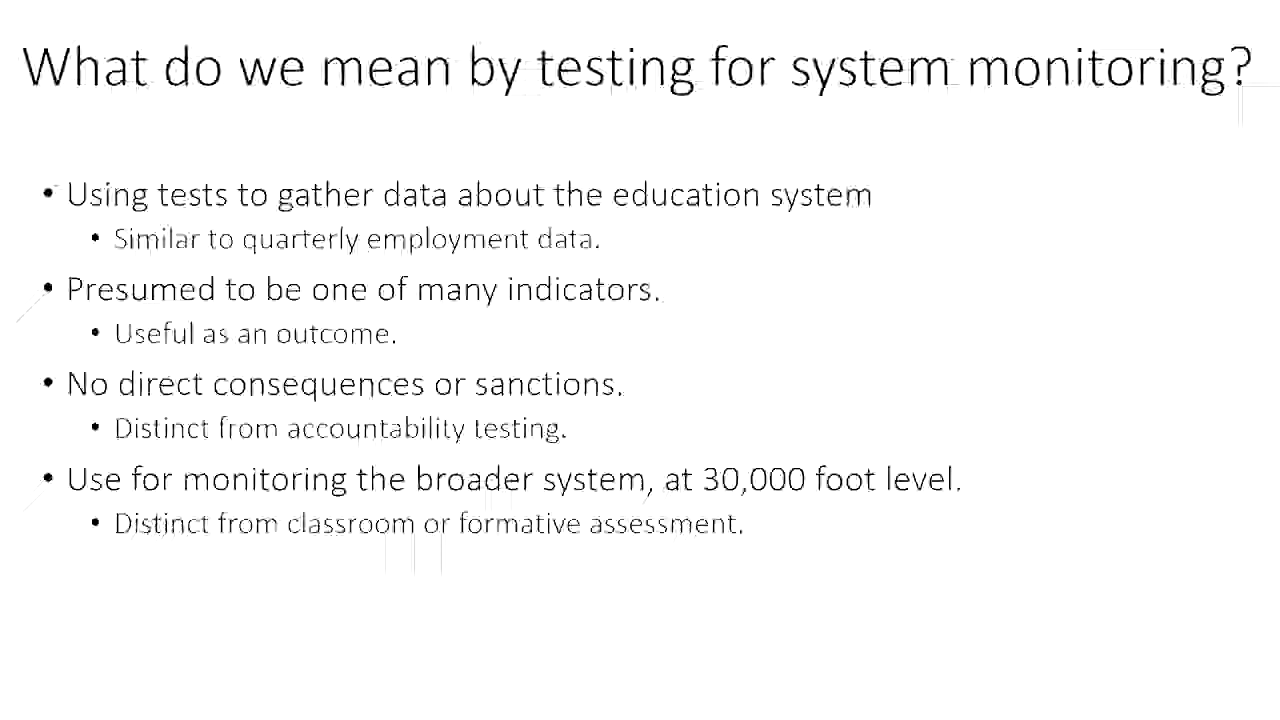 What do we mean by testing for system monitoring?
• Using tests to gather data about the education system
• Similar to quarterly employment data.
• Presumed to be one of many indicators.
• Useful as an outcome.
• No direct consequences or sanctions.
• Distinct from accountability testing.
• Use for monitoring the broader system, at 30,000 foot level.
• Distinct from classroom or formative assessment.